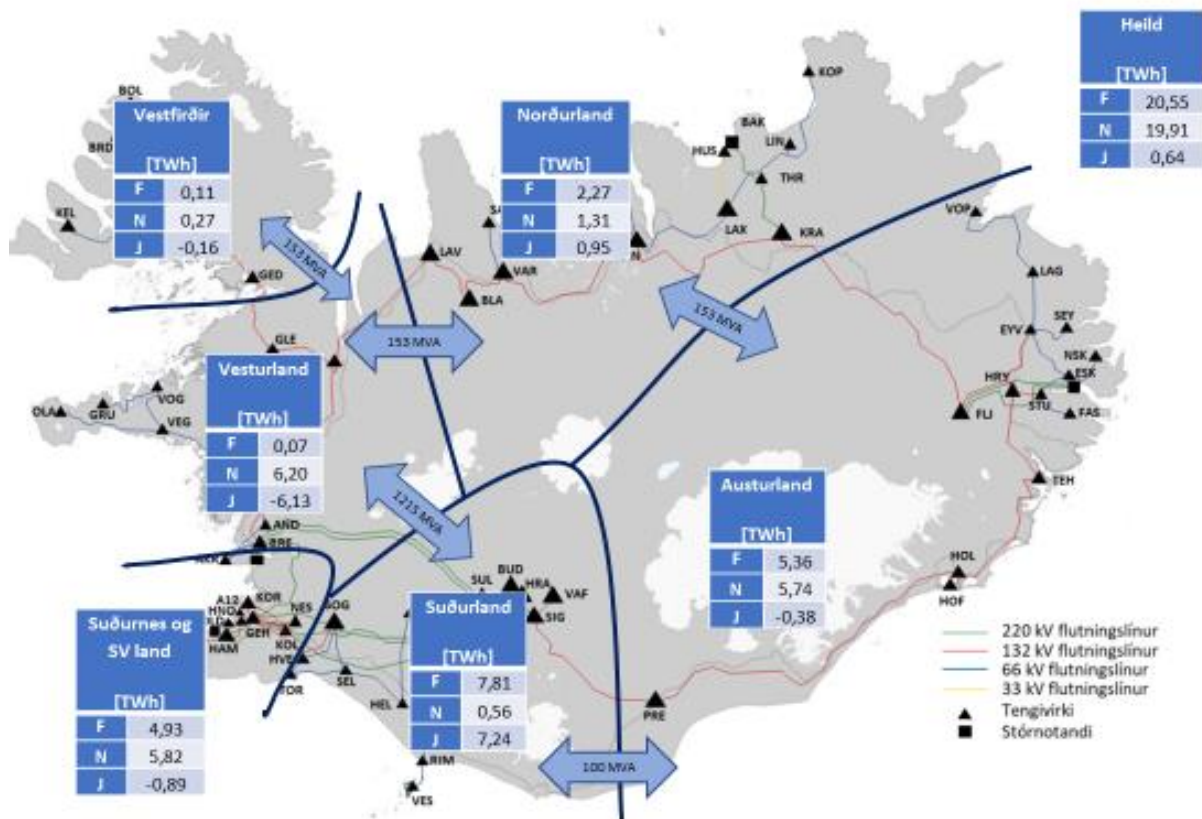 Heild
[TWh]
F 20,55
N 19,91
J 0,64
KOP
BOL
Vestfirðir
[TWh]
F 0,11
N 0,27
J -0,16
Norðurland
[TWh]
F 2,27
N 1,31
J 0,95
BAK
HUS
LIN
THR
BRD
KEL
VOP
LAX
KRA
153 MVA
LAV
VAR
BLA
GED
LAG
153 MVA
153 MVA
EYV
SEY
NSK
ESK
GLE
HRY
STU
FAS
FLJ
Vesturland
[TWh]
F 0,07
N 6,20
J -6,13
VOG
OLA
GRU
VEG
TEH
1215 MVA
Austurland
[TWh]
F 5,36
N 5,74
J -0,38
AND
BRE
HOL
HOF
BUD
SUL
HRA
VAF
SIG
A12
KOR
HNO
NES
GEH
HAM
KOL
HVE
TOR
SEL
HEL
Suðurland
[TWh]
F 7,81
N 0,56
J 7,24
Suðurnes og
SV land
[TWh]
F 4,93
N 5,82
J -0,89
PRE
RIM
VES
100 MVA
220 kV flutningslínur
132 kV flutningslínur
66 kV flutningslínur
33 kV flutningslínur
Tengivirki
Stórnotandi